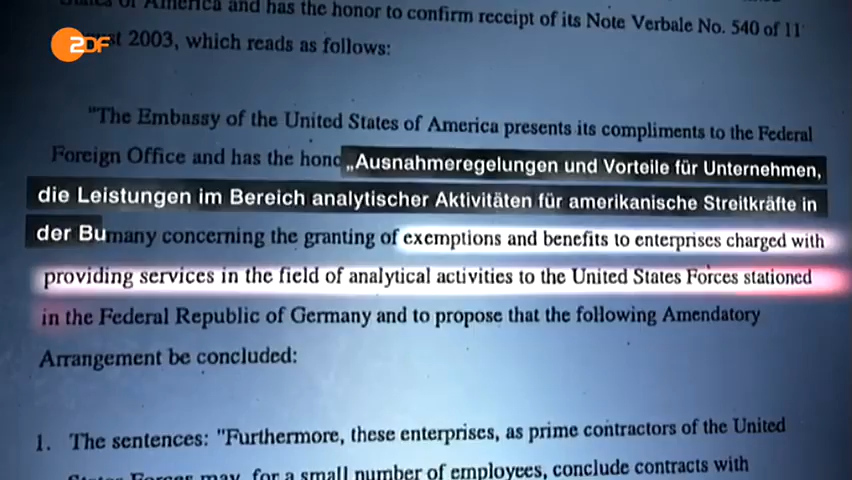 States of America and has the honor to confirm receipt of its Note Verbale No. 540 of 11
ZDF
st 2003, which reads as follows:
"The Embassy of the United States of America presents its compliments to the Federal
Foreign Office and has the hono
„Ausnahmeregelungen und Vorteile für Unternehmen,
die Leistungen im Bereich analytischer Aktivitäten für amerikanische Streitkräfte in
der Bu
many concerning the granting of exemptions and benefits to enterprises charged with
providing services in the field of analytical activities to the United States Forces stationed
in the Federal Republic of Germany and to propose that the following Amendatory
Arrangement be concluded:
1. The sentences: "Furthermore, these enterprises, as prime contractors of the United
States Forces may, for a small number of employees, conclude contracts with